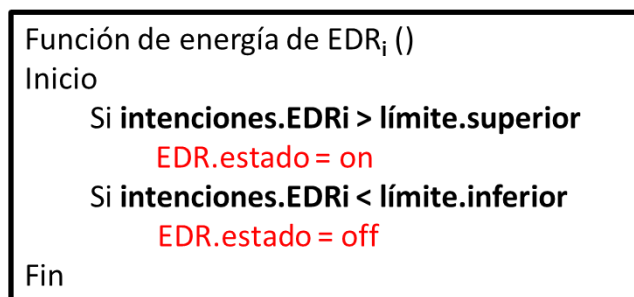 Función de energía de EDRi ()
Inicio
Si intenciones.EDRi > límite.superior
EDR.estado = on
Si intenciones.EDRi < límite.inferior
EDR.estado = off
Fin